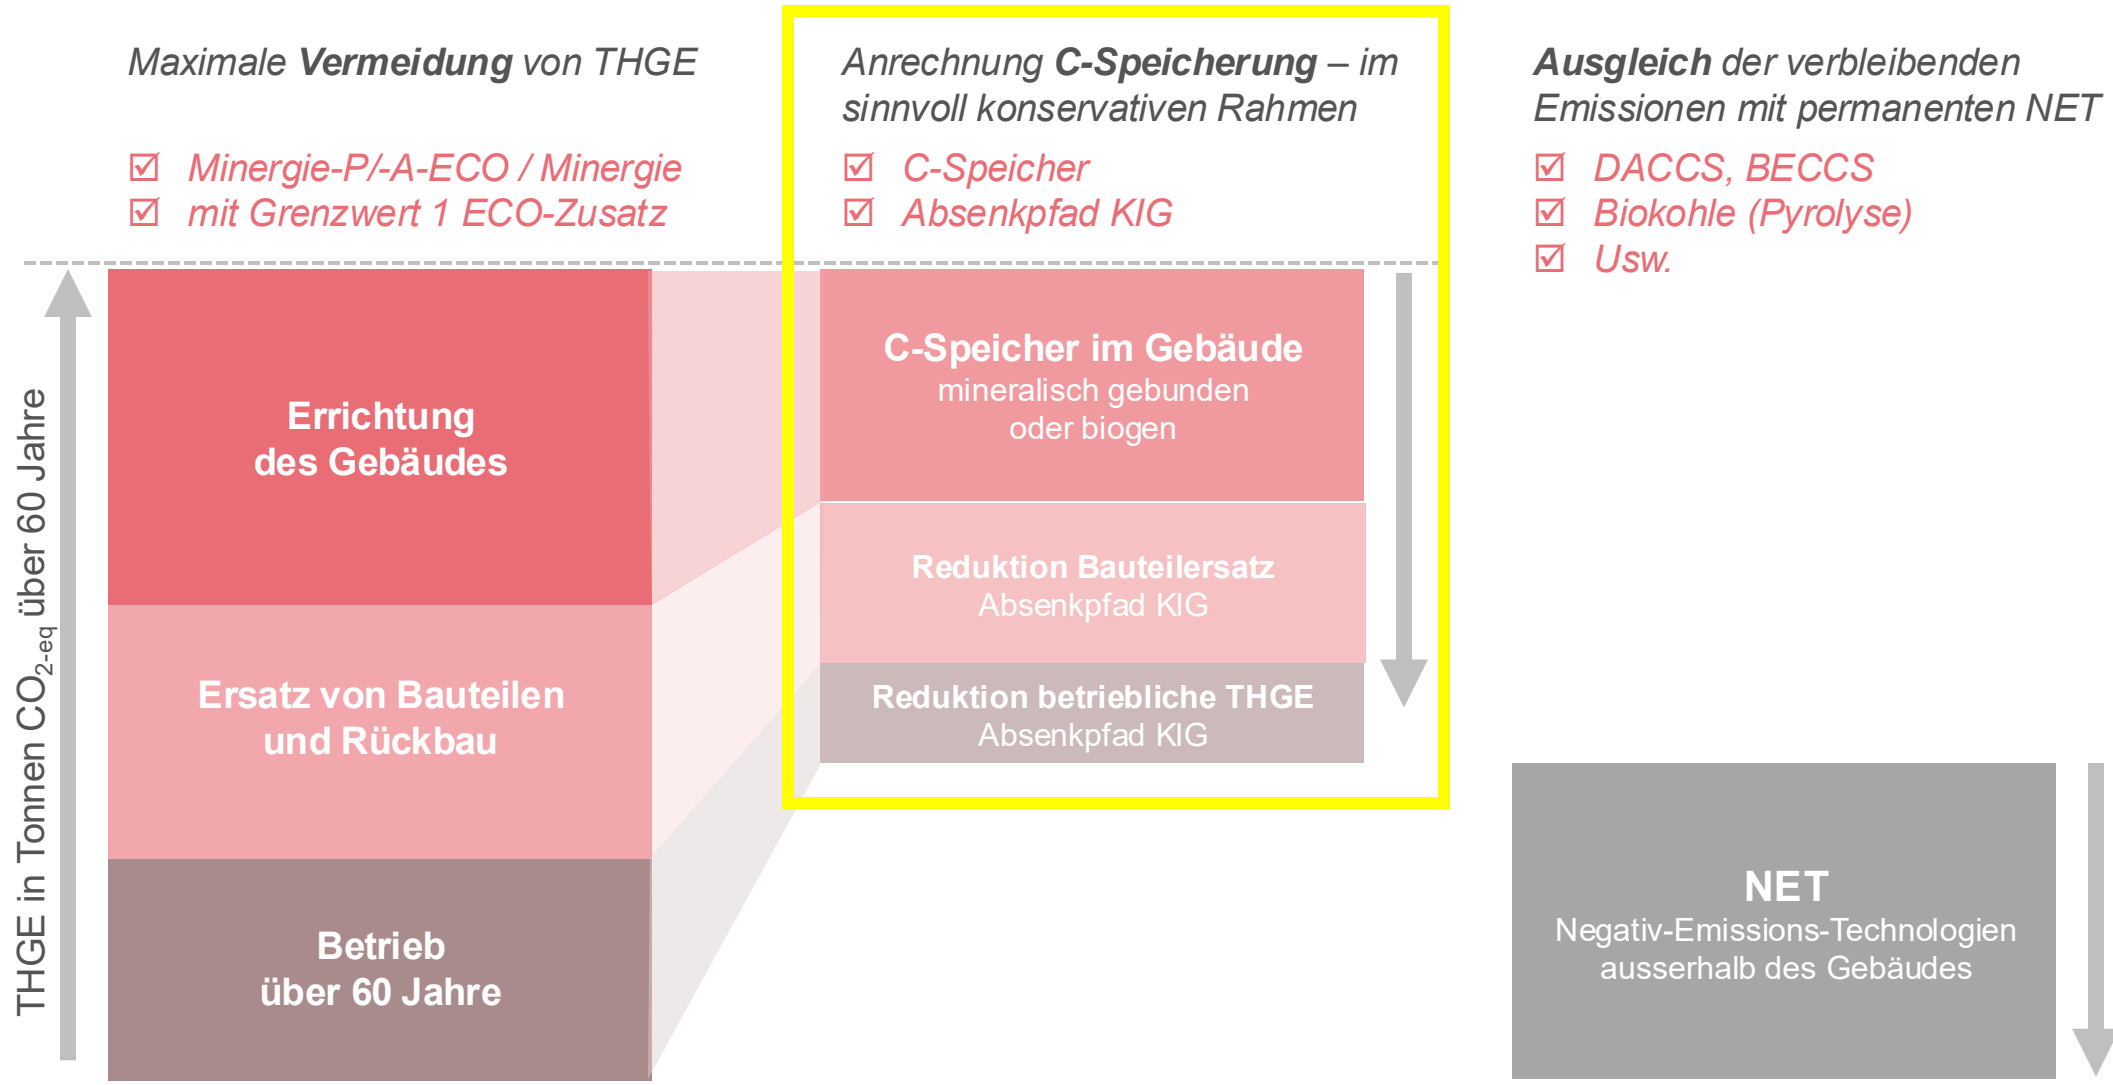 Maximale Vermeidung von THGE
☑ Minergie-P/-A-ECO / Minergie
☑ mit Grenzwert 1 ECO-Zusatz
Anrechnung C-Speicherung – im
sinnvoll konservativen Rahmen
☑ C-Speicher
☑ Absenkpfad KIG
Ausgleich der verbleibenden
Emissionen mit permanenten NET
☑ DACCS, BECCS
☑ Biokohle (Pyrolyse)
☑ Usw.
THGE in Tonnen CO2-eq über 60 Jahre
Errichtung
des Gebäudes
Ersatz von Bauteilen
und Rückbau
Betrieb
über 60 Jahre
C-Speicher im Gebäude
mineralisch gebunden
oder biogen
Reduktion Bauteilersatz
Absenkpfad KIG
Reduktion betriebliche THGE
Absenkpfad KIG
NET
Negativ-Emissions-Technologien
ausserhalb des Gebäudes